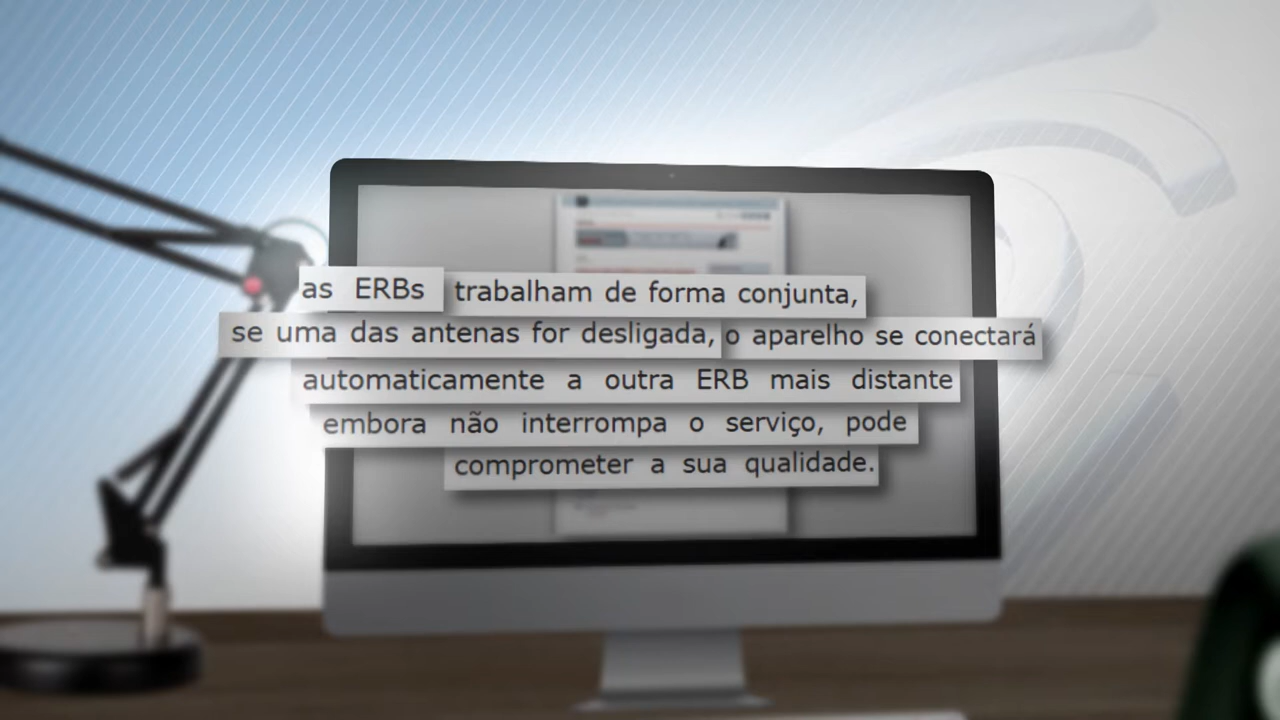 as ERBs trabalham de forma conjunta,
se uma das antenas for desligada, o aparelho se conectará
automaticamente a outra ERB mais distante
embora não interrompa o serviço, pode
comprometer a sua qualidade.